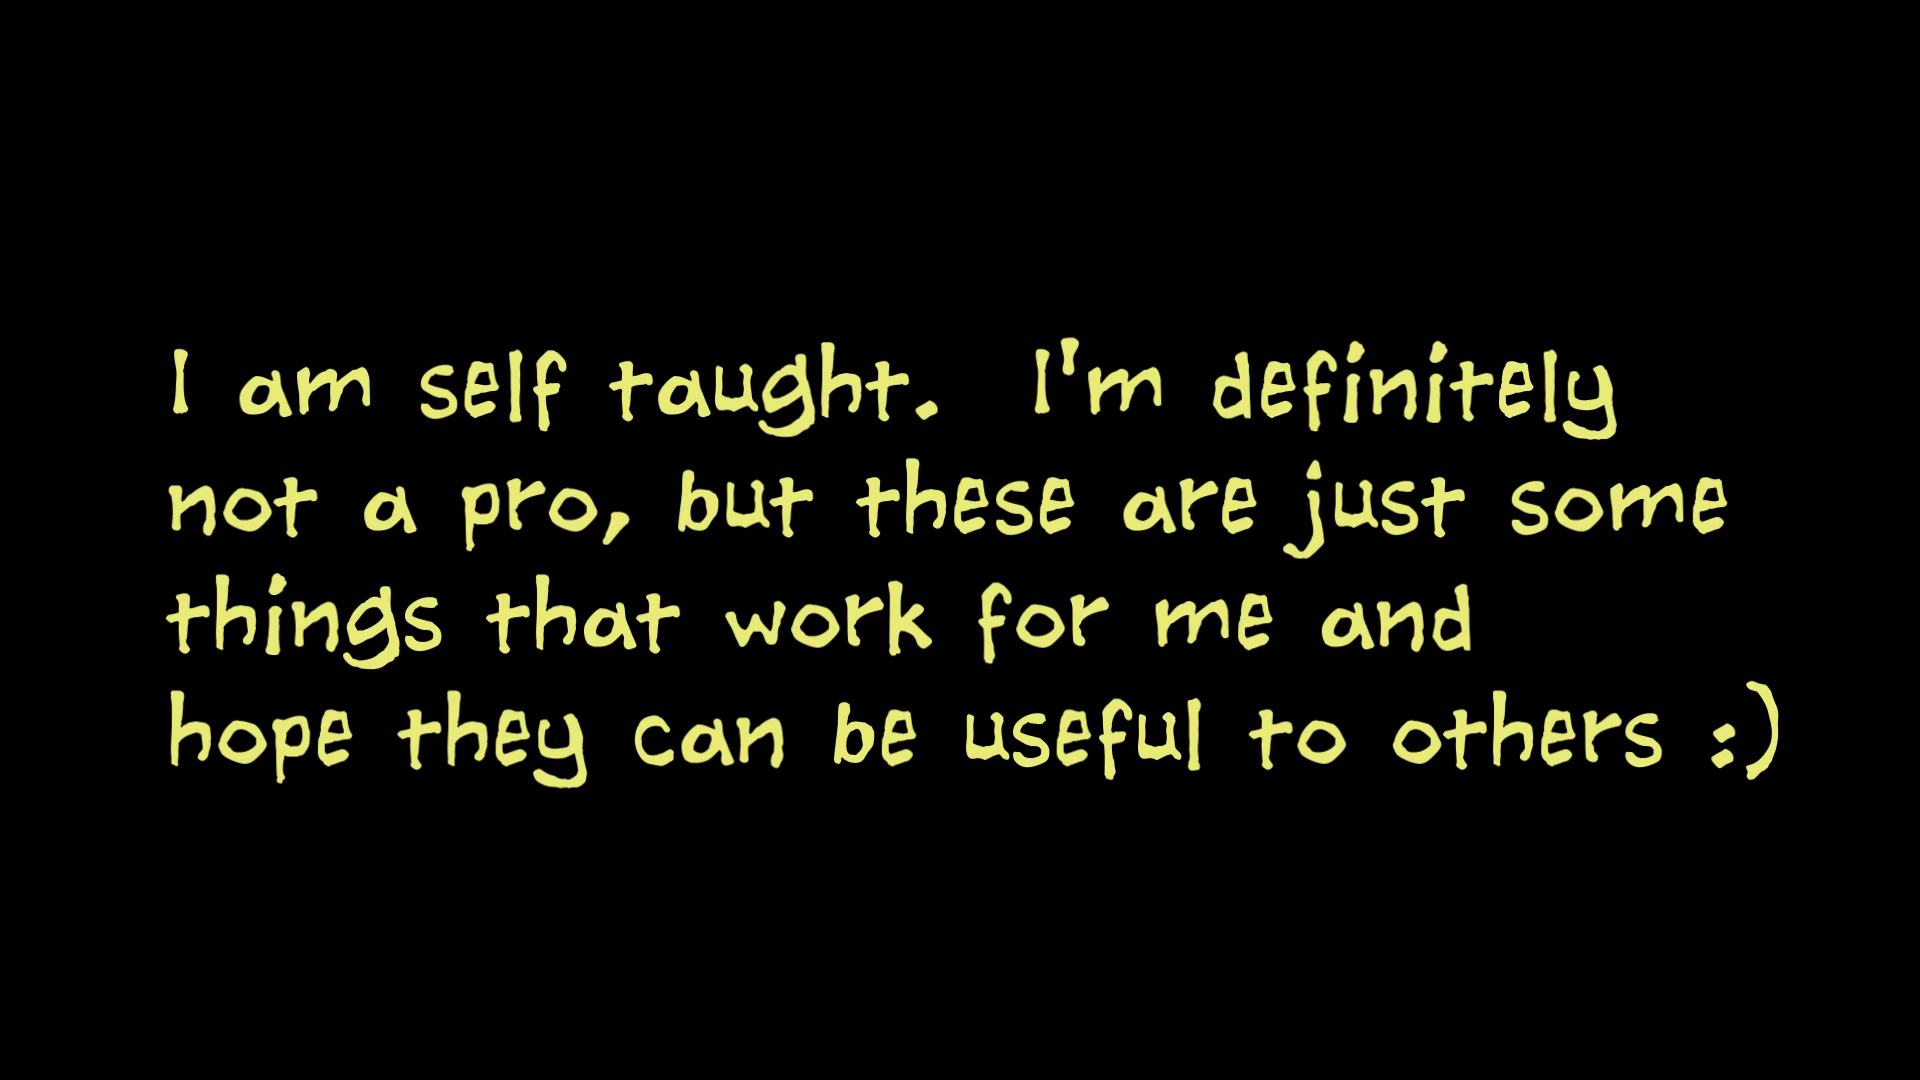 I am self taught.  I'm definitely
not a pro, but these are just some
things that work for me and
hope they can be useful to others :)